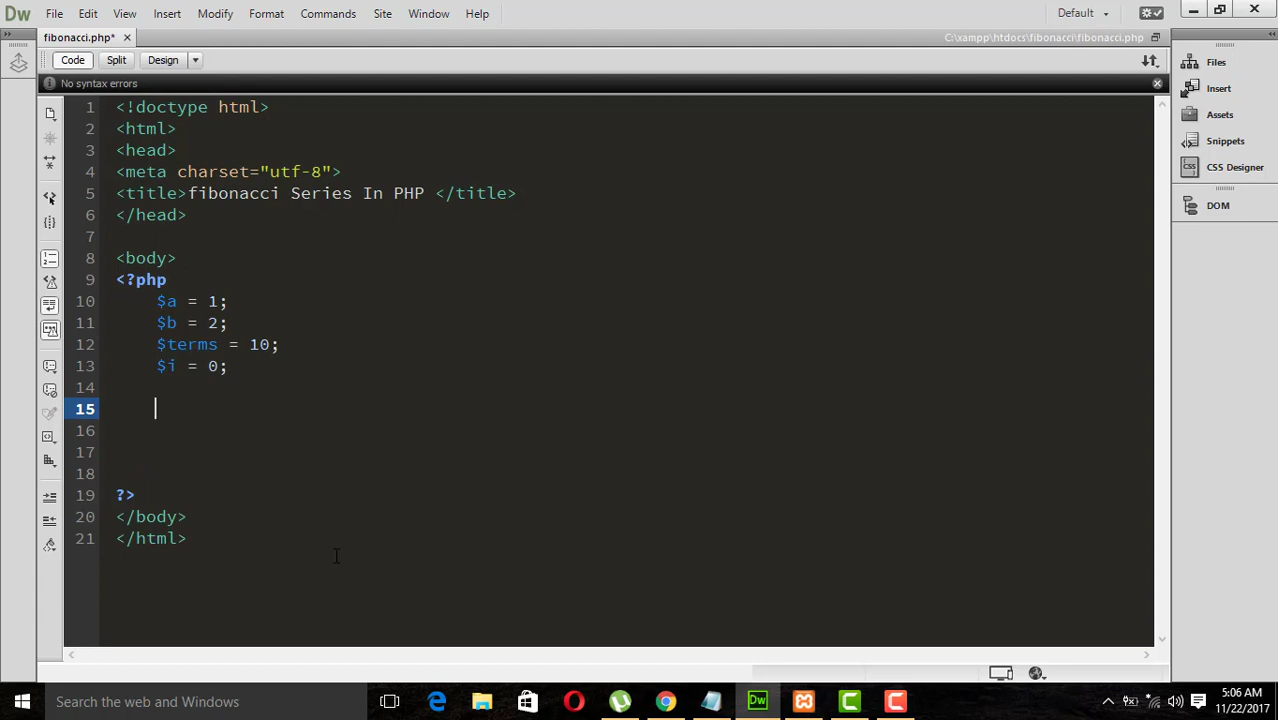 Dw File Edit View Insert Modify Format Commands Site Window Help Default
fibonacci.php* × C:\xampp\htdocs\fibonacci\fibonacci.php
Code Split Design
No syntax errors
1 <!doctype html>
2 <html>
3 <head>
4 <meta charset="utf-8">
5 <title>fibonacci Series In PHP </title>
6 </head>
7
8 <body>
9 <?php
10 $a = 1;
11 $b = 2;
12 $terms = 10;
13 $i = 0;
14
15
16
17
18
19 ?>
20 </body>
21 </html>
Files
Insert
Assets
Snippets
CSS CSS Designer
DOM
Search the web and Windows
Dw
5:06 AM
11/22/2017